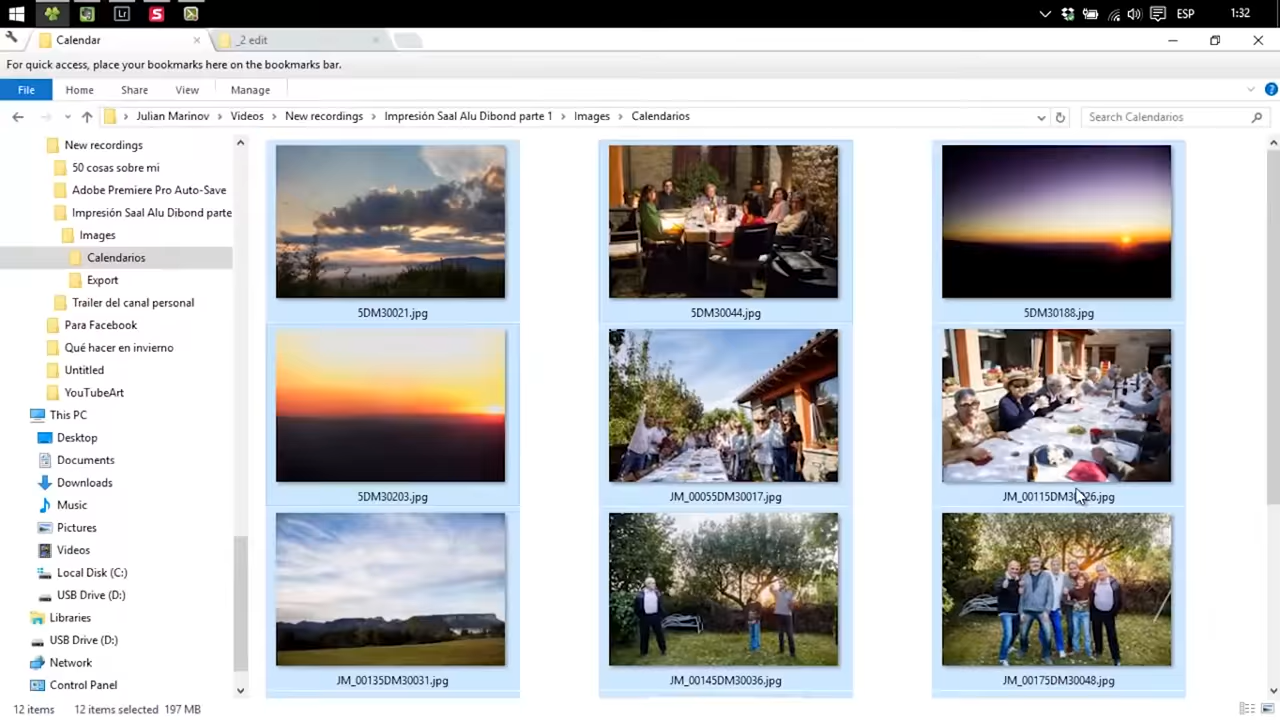 ESP
1:32
Calendar
_2 edit
For quick access, place your bookmarks here on the bookmarks bar.
File Home Share View Manage
Julian Marinov Videos New recordings Impresión Saal Alu Dibond parte 1 Images Calendarios
Search Calendarios
New recordings
50 cosas sobre mi
Adobe Premiere Pro Auto-Save
Impresión Saal Alu Dibond parte
Images
Calendarios
Export
Trailer del canal personal
Para Facebook
Qué hacer en invierno
Untitled
YouTubeArt
This PC
Desktop
Documents
Downloads
Music
Pictures
Videos
Local Disk (C:)
USB Drive (D:)
Libraries
USB Drive (D:)
Network
Control Panel
5DM30021.jpg
5DM30044.jpg
5DM30188.jpg
5DM30203.jpg
JM_00055DM30017.jpg
JM_00135DM30031.jpg
JM_00145DM30036.jpg
JM_00175DM30048.jpg
12 items 12 items selected 197 MB